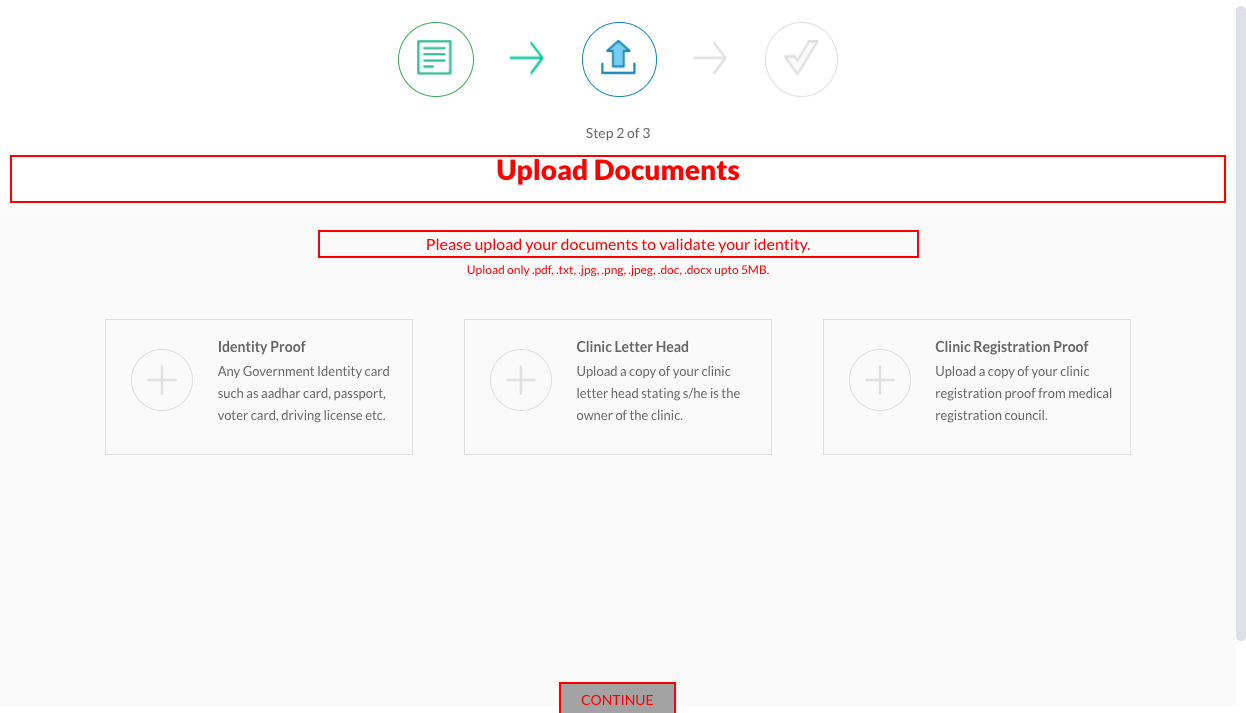 Step 2 of 3
Upload Documents
Please upload your documents to validate your identity.
Upload only .pdf, .txt, .jpg, .png, .jpeg, .doc, .docx upto 5MB.
Identity Proof
Any Government Identity card
such as aadhar card, passport,
voter card, driving license etc.
Clinic Letter Head
Upload a copy of your clinic
letter head stating s/he is the
owner of the clinic.
Clinic Registration Proof
Upload a copy of your clinic
registration proof from medical
registration council.
CONTINUE